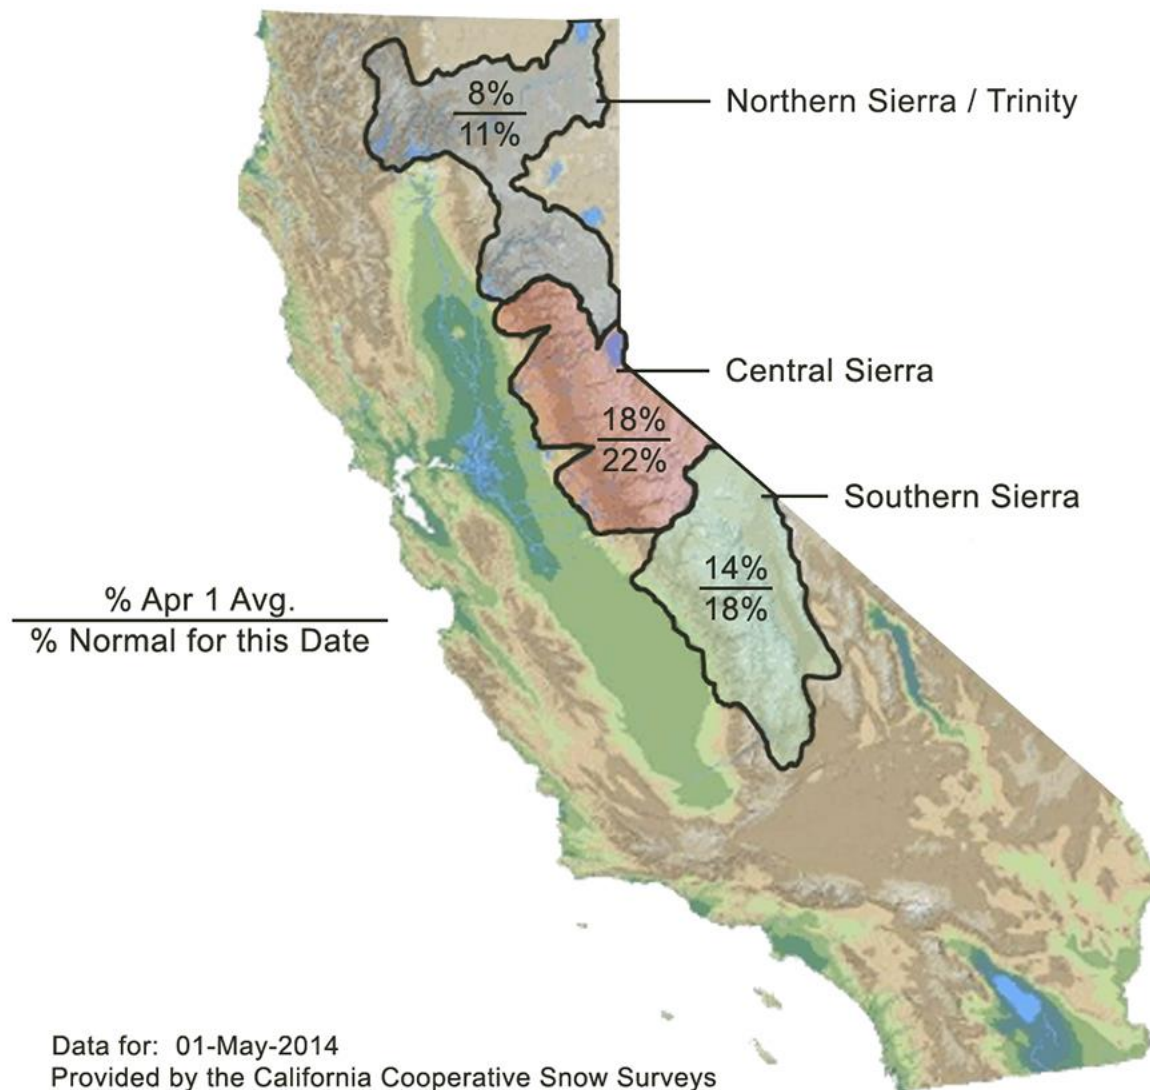 8%
11%
Northern Sierra / Trinity
Central Sierra
18%
22%
Southern Sierra
14%
18%
% Apr 1 Avg.
% Normal for this Date
Data for: 01-May-2014
Provided by the California Cooperative Snow Surveys